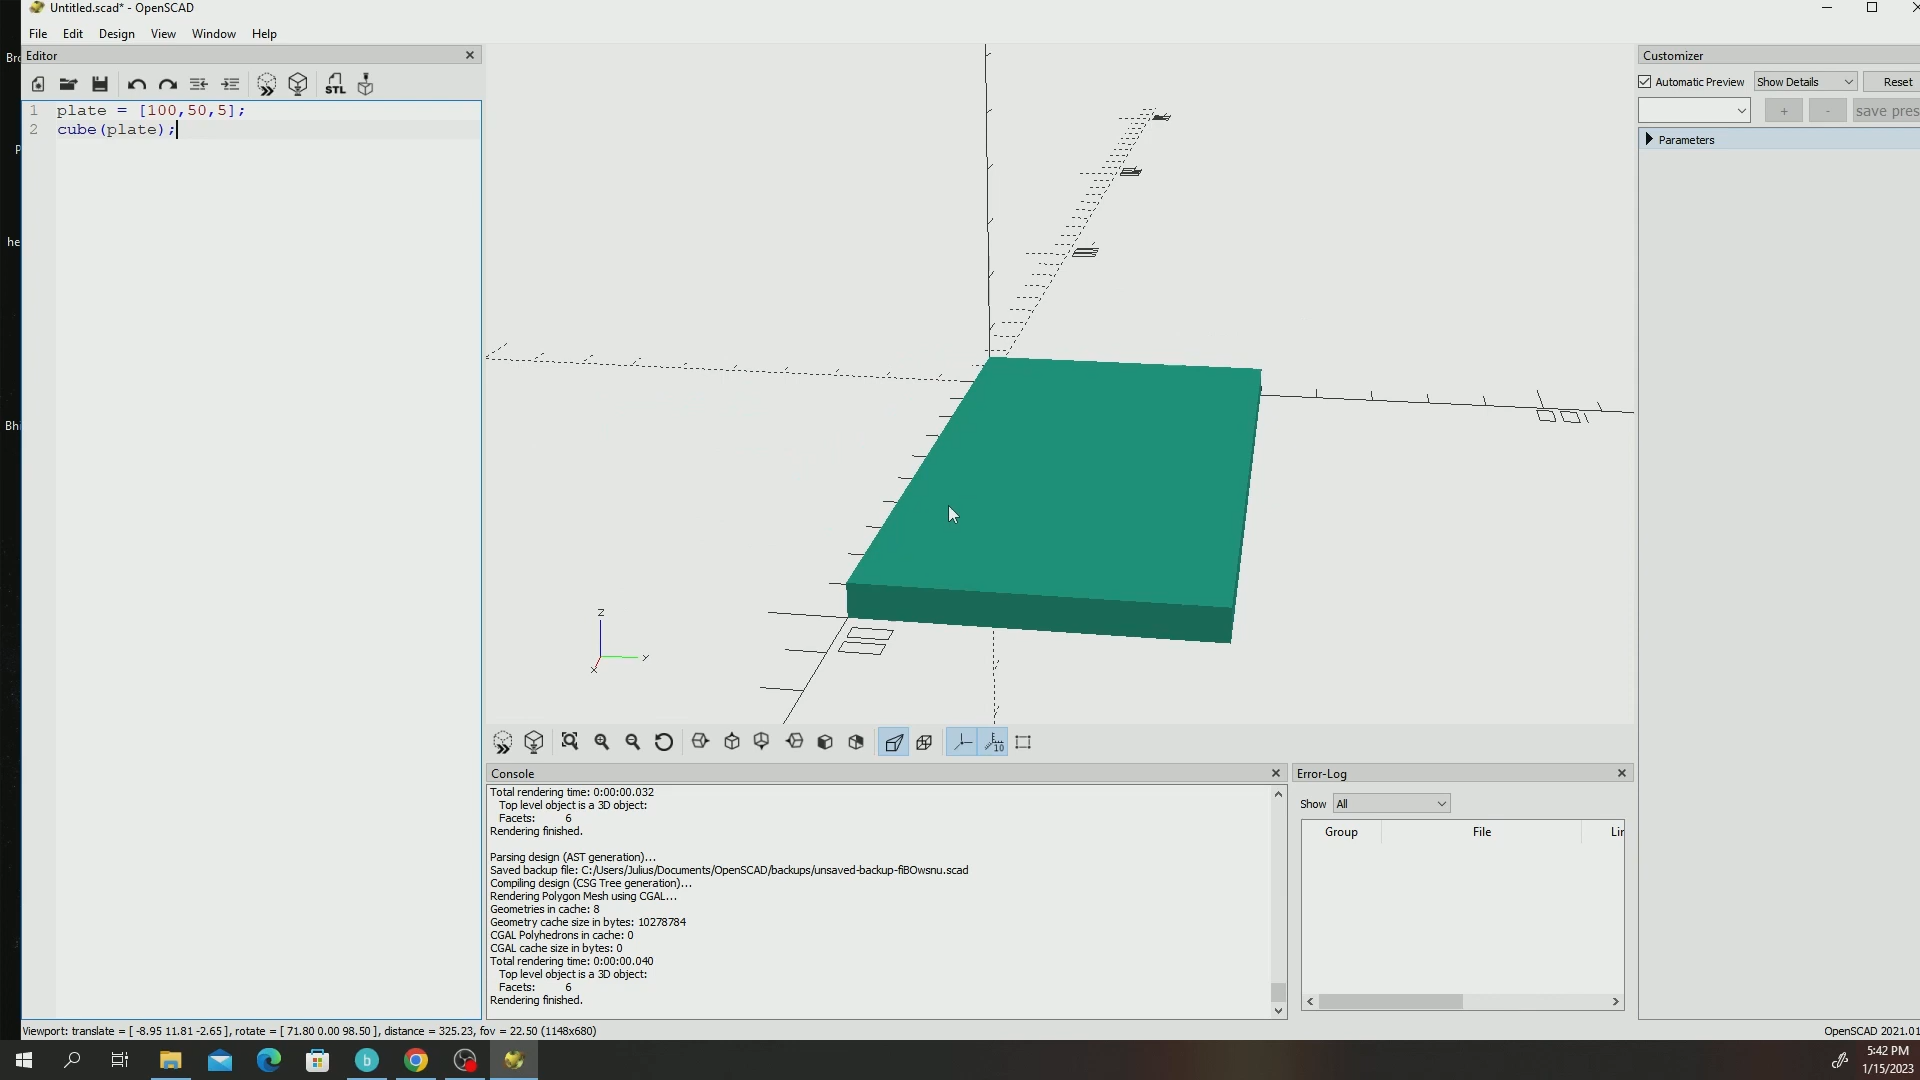 Untitled.scad* - OpenSCAD
File Edit Design View Window Help
Editor
STL
1 plate = [100,50,5];
2 cube(plate);
Customizer
Automatic Preview Show Details Reset
+ - save pres
Parameters
Bro
P
he
Bhi
Z
Y
X
10
Console
Total rendering time: 0:00:00.032
Top level object is a 3D object:
Facets: 6
Rendering finished.
Parsing design (AST generation)...
Saved backup file: C:/Users/Julius/Documents/OpenSCAD/backups/unsaved-backup-fiBOwsnu.scad
Compiling design (CSG Tree generation)...
Rendering Polygon Mesh using CGAL...
Geometries in cache: 8
Geometry cache size in bytes: 10278784
CGAL Polyhedrons in cache: 0
CGAL cache size in bytes: 0
Total rendering time: 0:00:00.040
Top level object is a 3D object:
Facets: 6
Rendering finished.
Error-Log
Show All
Group File Lin
Viewport: translate = [ -8.95 11.81 -2.65 ], rotate = [ 71.80 0.00 98.50 ], distance = 325.23, fov = 22.50 (1148x680)
OpenSCAD 2021.01
b
5:42 PM
1/15/2023